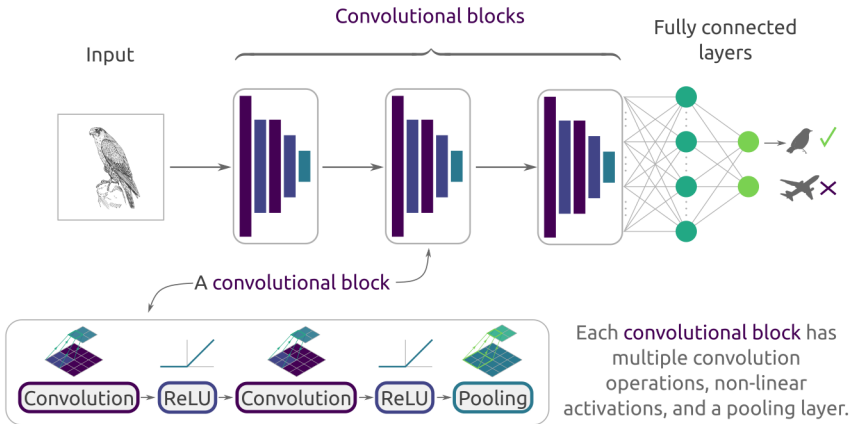 Convolutional blocks
Input
Fully connected
layers
A convolutional block
Convolution
ReLU
Convolution
ReLU
Pooling
Each convolutional block has
multiple convolution
operations, non-linear
activations, and a pooling layer.